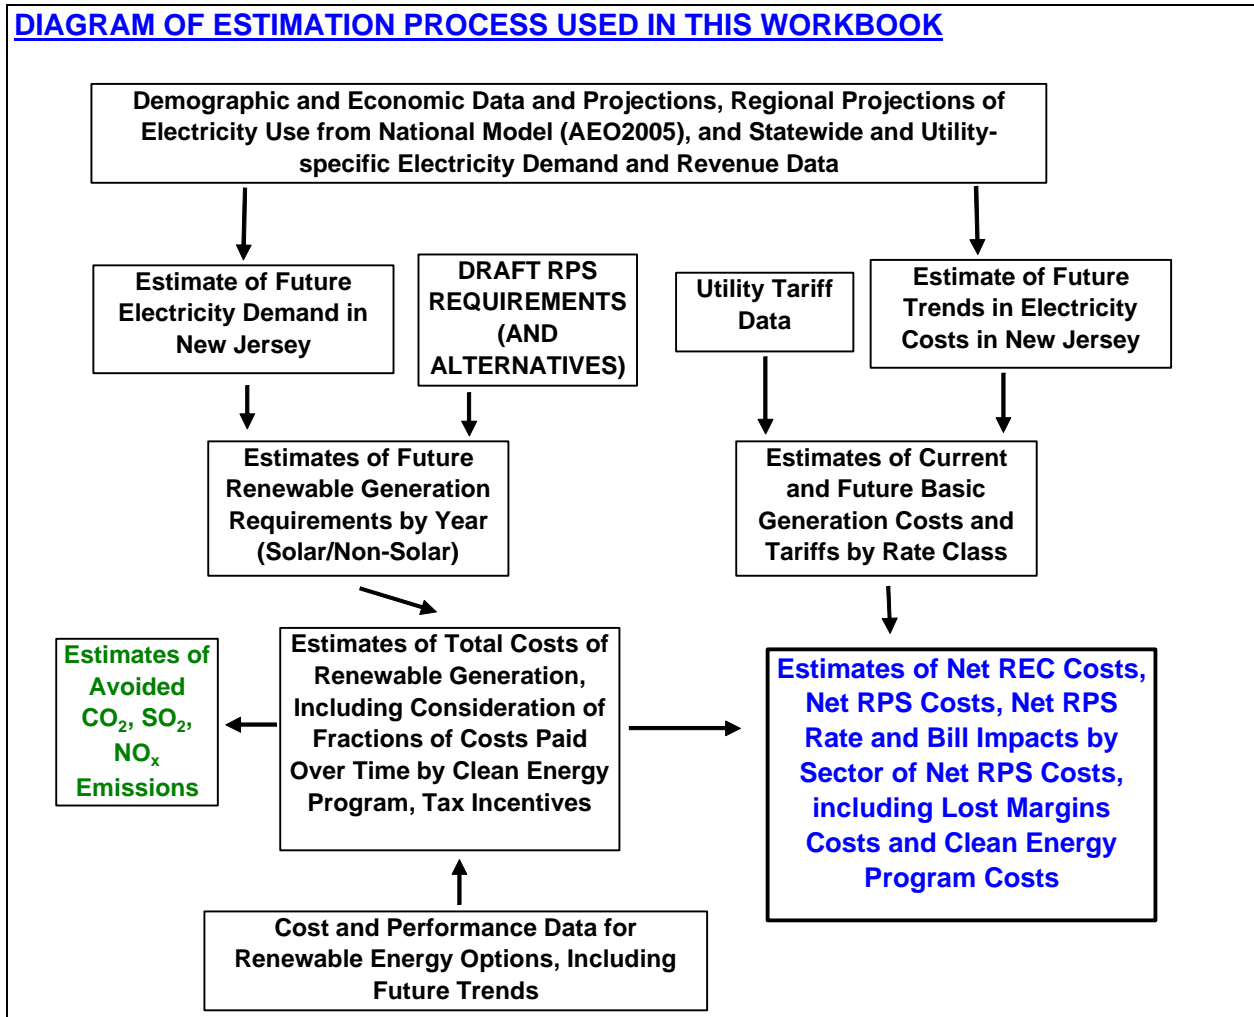 DIAGRAM OF ESTIMATION PROCESS USED IN THIS WORKBOOK
Demographic and Economic Data and Projections, Regional Projections of
Electricity Use from National Model (AEO2005), and Statewide and Utility-
specific Electricity Demand and Revenue Data
Estimate of Future
Electricity Demand in
New Jersey
DRAFT RPS
REQUIREMENTS
(AND
ALTERNATIVES)
Utility Tariff
Data
Estimate of Future
Trends in Electricity
Costs in New Jersey
Estimates of Future
Renewable Generation
Requirements by Year
(Solar/Non-Solar)
Estimates of Current
and Future Basic
Generation Costs and
Tariffs by Rate Class
Estimates of
Avoided
CO₂, SO₂,
NOₓ
Emissions
Estimates of Total Costs of
Renewable Generation,
Including Consideration of
Fractions of Costs Paid
Over Time by Clean Energy
Program, Tax Incentives
Estimates of Net REC Costs,
Net RPS Costs, Net RPS
Rate and Bill Impacts by
Sector of Net RPS Costs,
including Lost Margins
Costs and Clean Energy
Program Costs
Cost and Performance Data for
Renewable Energy Options, Including
Future Trends